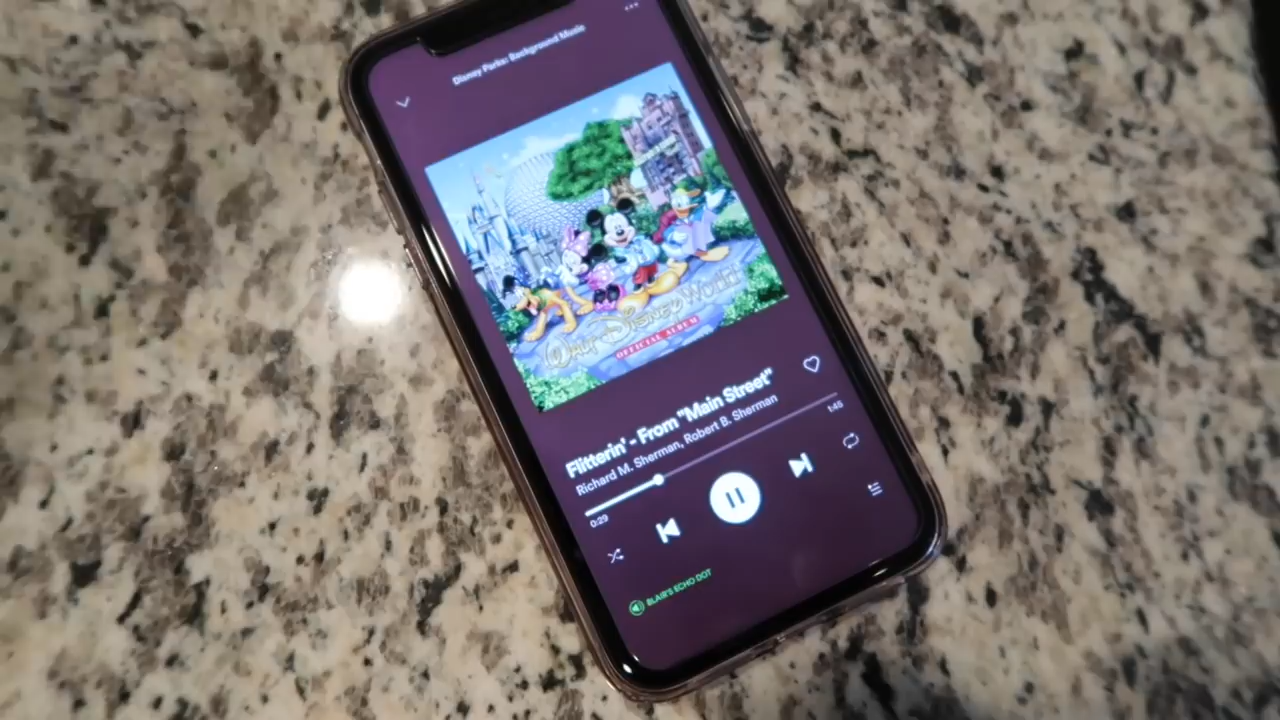 Disney Parks: Background Music
WALT DISNEY WORLD
OFFICIAL ALBUM
Flitterin' - From "Main Street"
Richard M. Sherman, Robert B. Sherman
0:29
1:45
BLAIR'S ECHO DOT